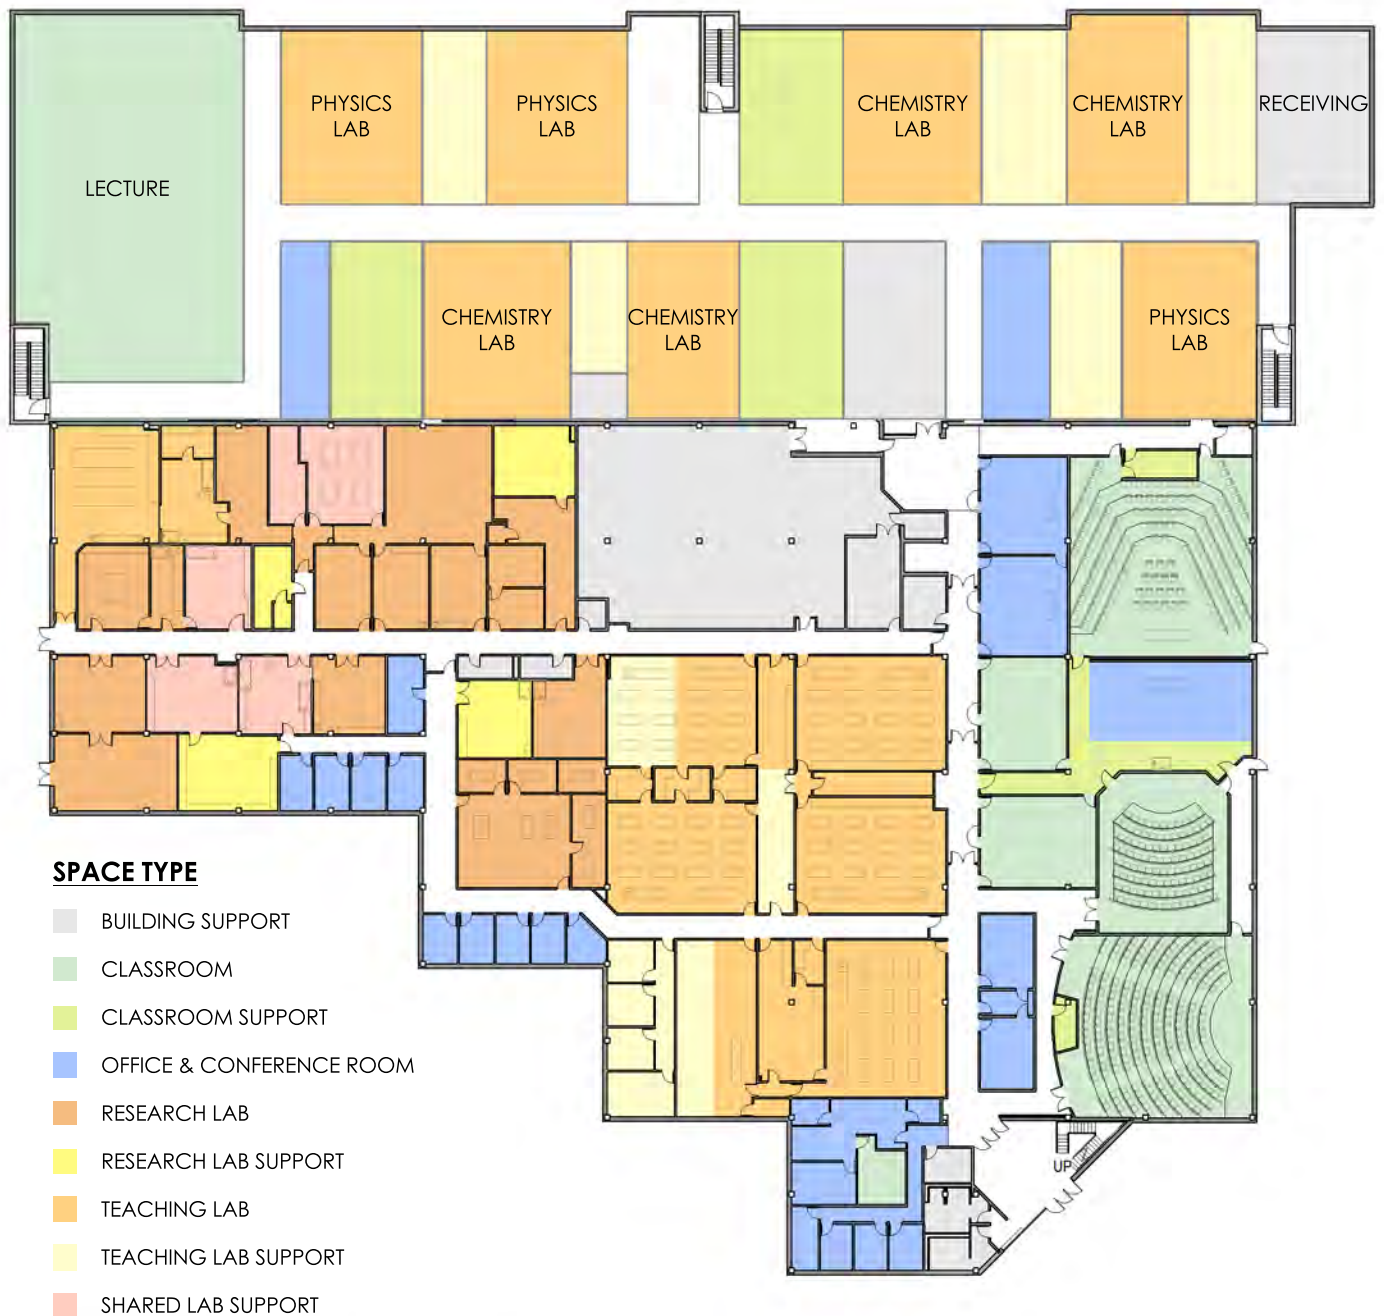 PHYSICS
LAB
PHYSICS
LAB
CHEMISTRY
LAB
CHEMISTRY
LAB
RECEIVING
LECTURE
CHEMISTRY
LAB
CHEMISTRY
LAB
PHYSICS
LAB
SPACE TYPE
BUILDING SUPPORT
CLASSROOM
CLASSROOM SUPPORT
OFFICE & CONFERENCE ROOM
RESEARCH LAB
RESEARCH LAB SUPPORT
TEACHING LAB
TEACHING LAB SUPPORT
SHARED LAB SUPPORT
UP